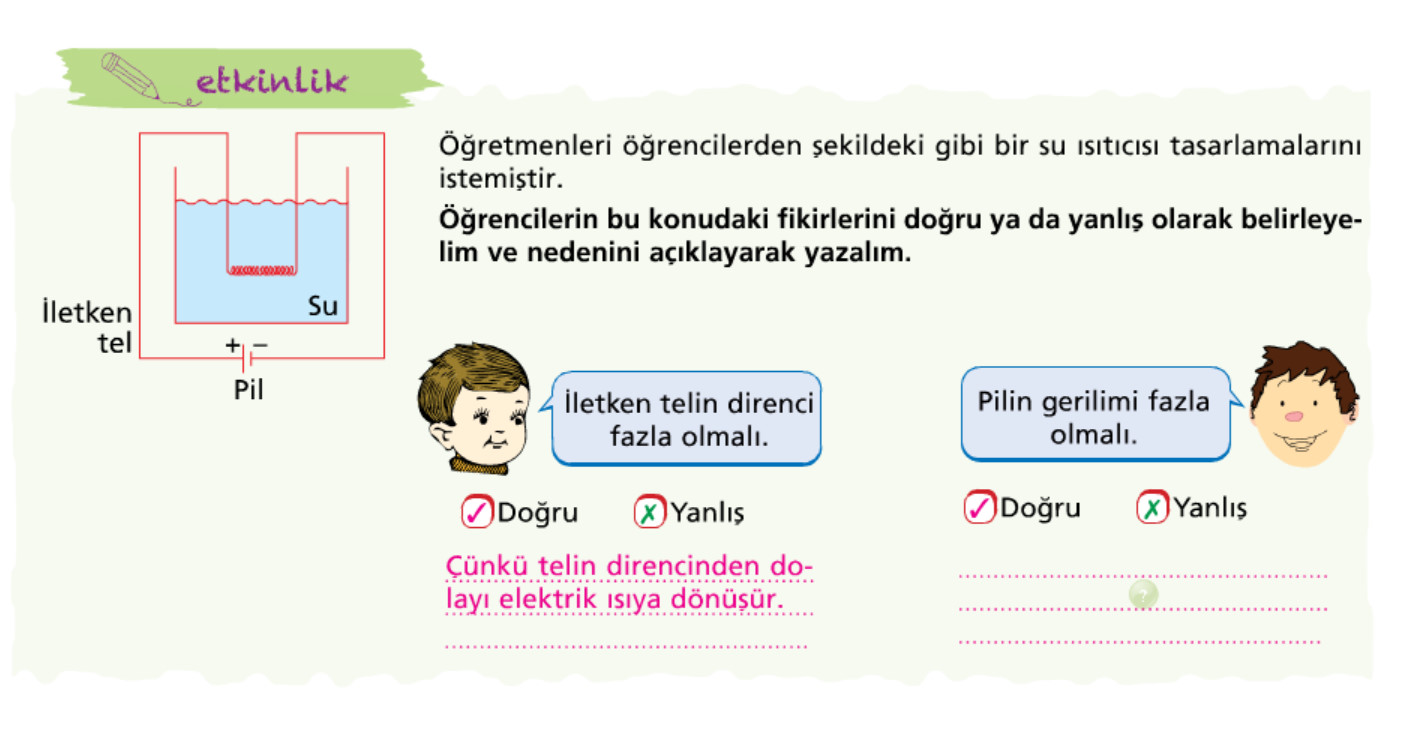 etkinlik
Öğretmenleri öğrencilerden şekildeki gibi bir su ısıtıcısı tasarlamalarını
istemiştir.
Öğrencilerin bu konudaki fikirlerini doğru ya da yanlış olarak belirleye-
lim ve nedenini açıklayarak yazalım.
Su
İletken
tel
+ −
Pil
İletken telin direnci
fazla olmalı.
✓ Doğru ✗ Yanlış
Çünkü telin direncinden do-
layı elektrik ısıya dönüşür.
Pilin gerilimi fazla
olmalı.
✓ Doğru ✗ Yanlış
?